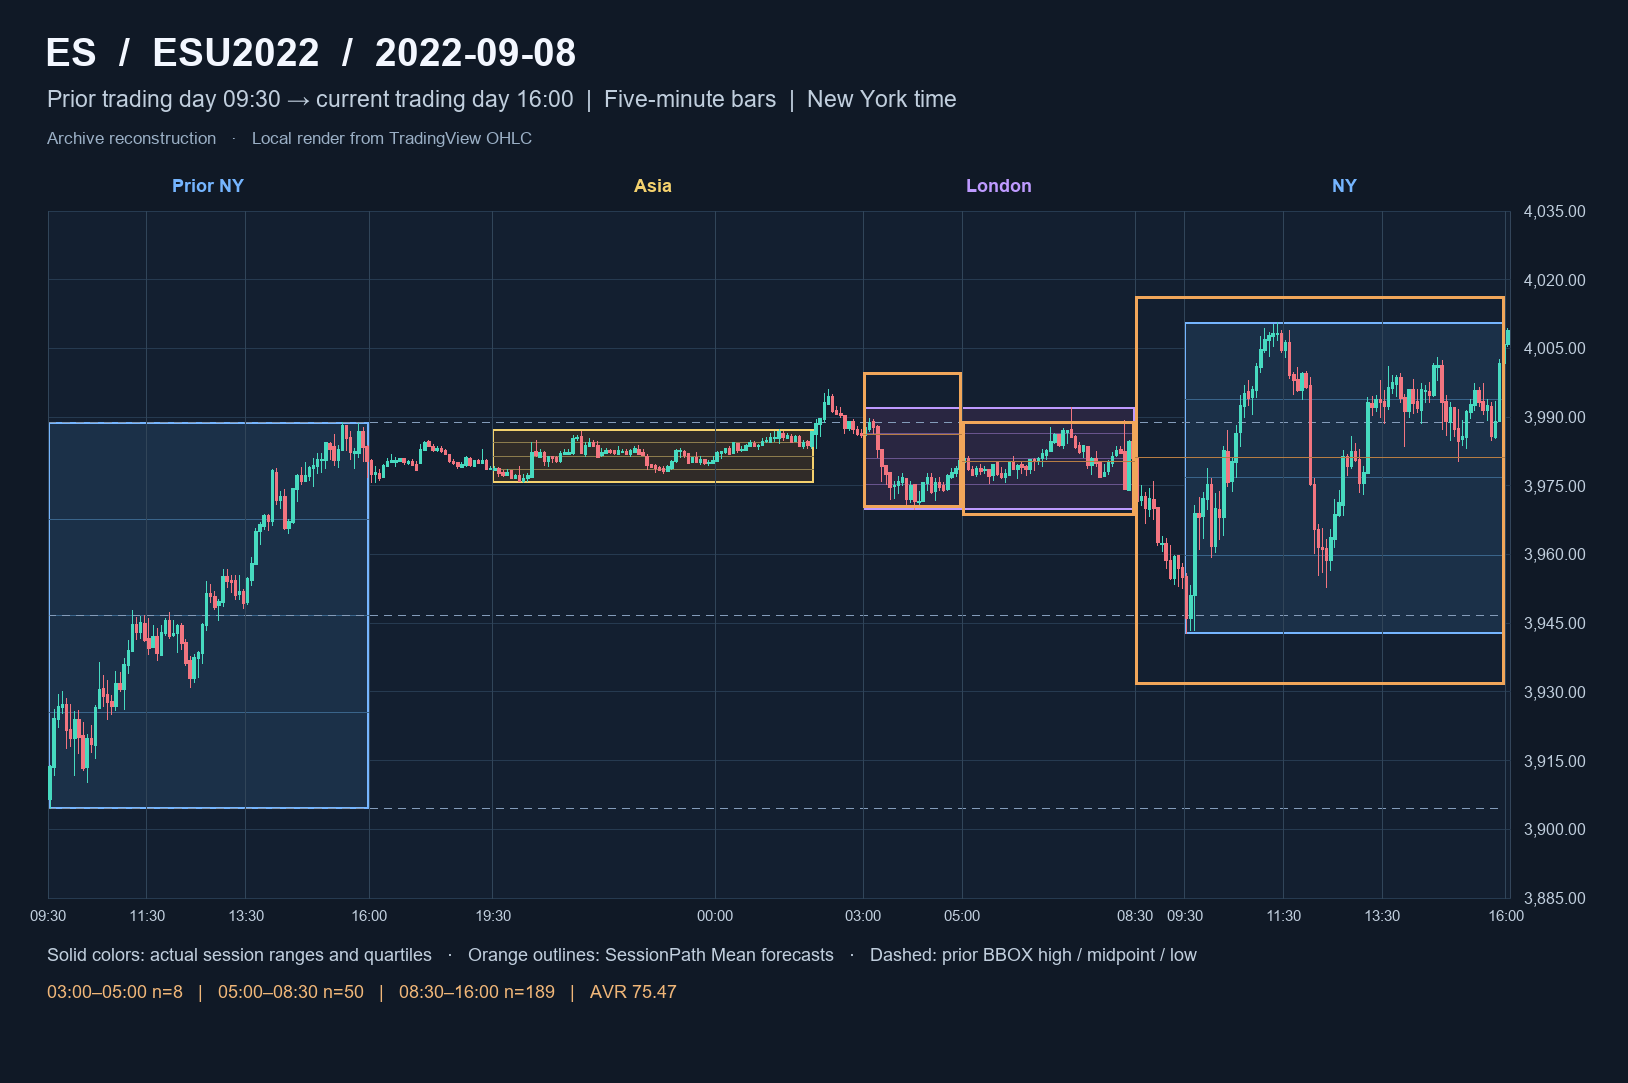 ES / ESU2022 / 2022-09-08
Prior trading day 09:30 → current trading day 16:00 | Five-minute bars | New York time
Archive reconstruction · Local render from TradingView OHLC
Prior NY
Asia
London
NY
4,035.00
4,020.00
4,005.00
3,990.00
3,975.00
3,960.00
3,945.00
3,930.00
3,915.00
3,900.00
3,885.00
09:30 11:30 13:30 16:00 19:30 00:00 03:00 05:00 08:30 09:30 11:30 13:30 16:00
Solid colors: actual session ranges and quartiles · Orange outlines: SessionPath Mean forecasts · Dashed: prior BBOX high / midpoint / low
03:00–05:00 n=8 | 05:00–08:30 n=50 | 08:30–16:00 n=189 | AVR 75.47